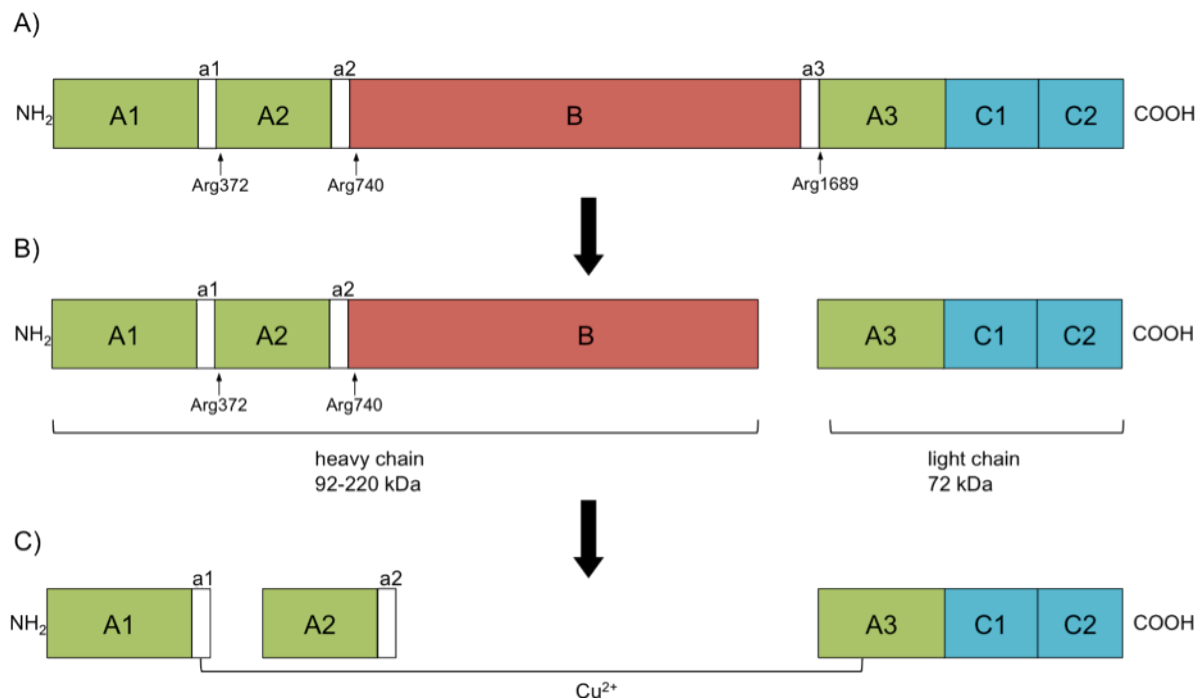 A)
a1 a2 a3
NH2 A1 A2 B A3 C1 C2 COOH
Arg372 Arg740 Arg1689
B)
a1 a2
NH2 A1 A2 B A3 C1 C2 COOH
Arg372 Arg740
heavy chain light chain
92-220 kDa 72 kDa
C)
a1 a2
NH2 A1 A2 A3 C1 C2 COOH
Cu2+